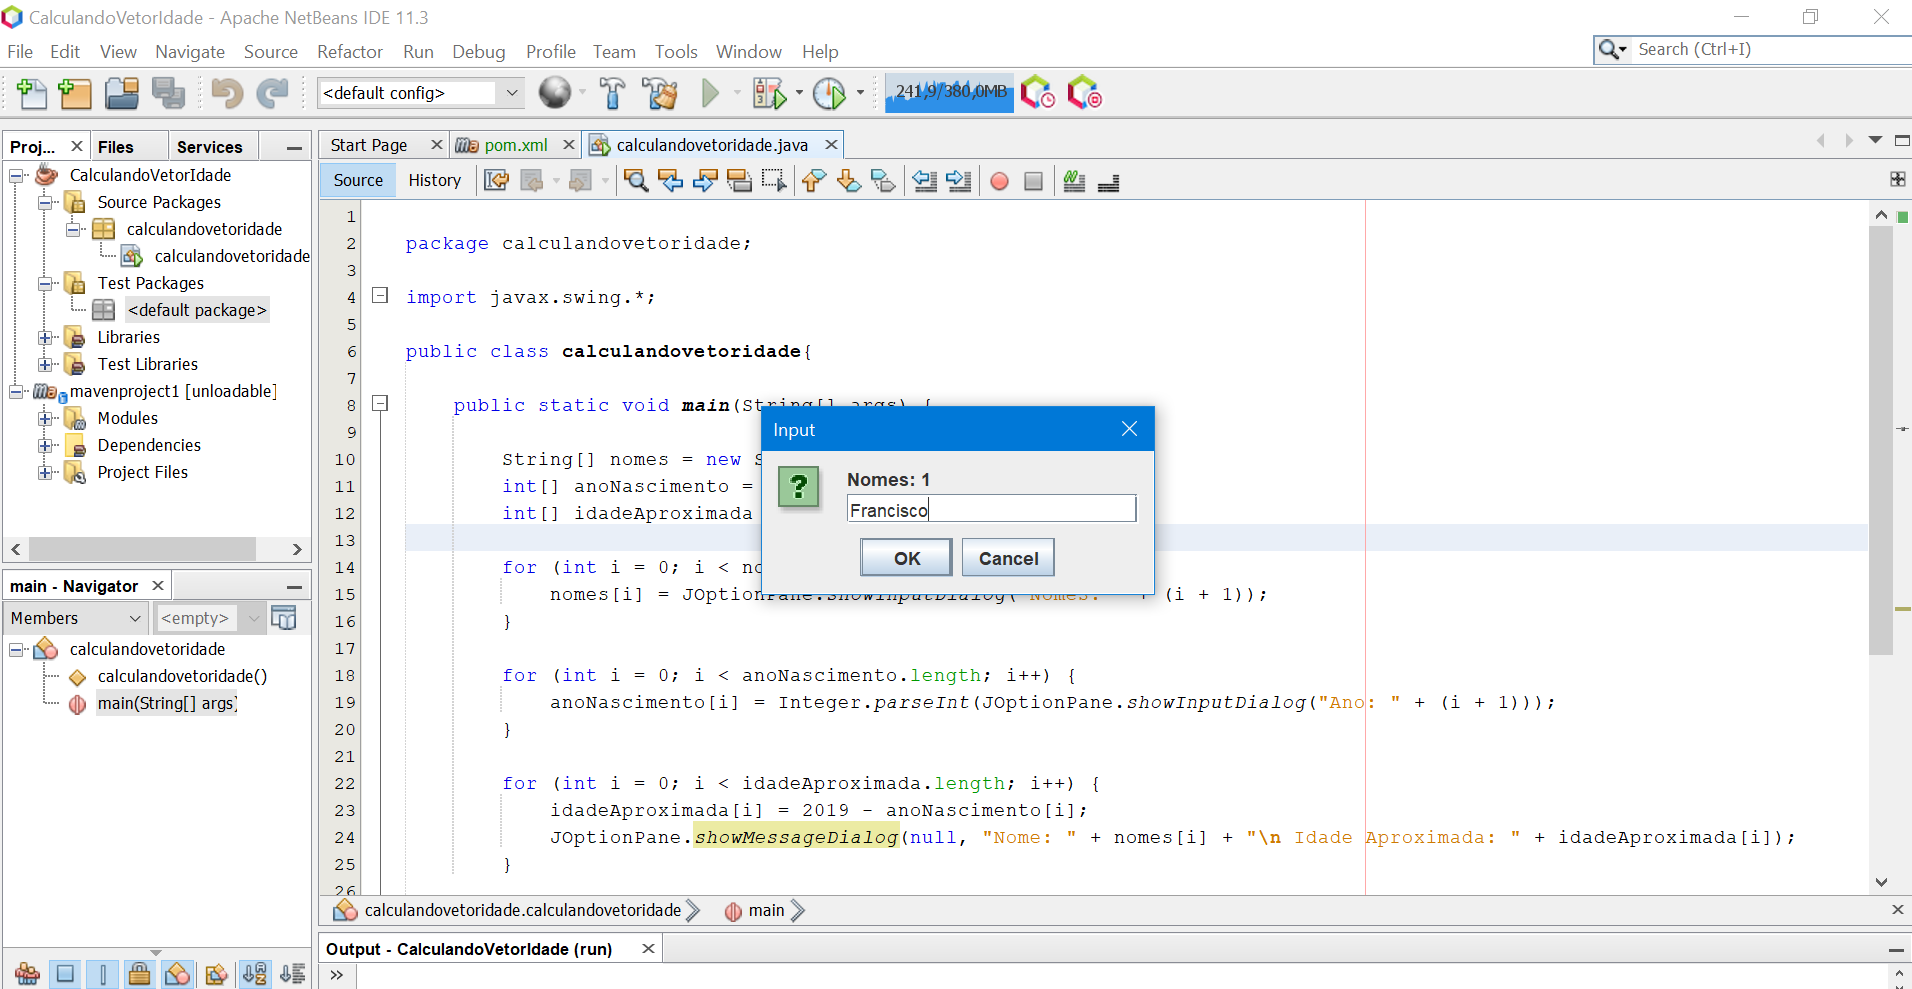 CalculandoVetorIdade - Apache NetBeans IDE 11.3
File Edit View Navigate Source Refactor Run Debug Profile Team Tools Window Help
Search (Ctrl+I)
<default config>
241,9/380,0MB
Proj... Files Services
CalculandoVetorIdade
Source Packages
calculandovetoridade
calculandovetoridade
Test Packages
<default package>
Libraries
Test Libraries
mavenproject1 [unloadable]
Modules
Dependencies
Project Files
main - Navigator
Members <empty>
calculandovetoridade
calculandovetoridade()
main(String[] args)
Start Page pom.xml calculandovetoridade.java
Source History
1
2 package calculandovetoridade;
3
4 import javax.swing.*;
5
6 public class calculandovetoridade{
7
8 public static void main(String[] args) {
9
10 String[] nomes = new
11 int[] anoNascimento =
12 int[] idadeAproximada
13
14 for (int i = 0; i <
15 nomes[i] = JOptionPane.showInputDialog("Nomes: " + (i + 1));
16 }
17
18 for (int i = 0; i < anoNascimento.length; i++) {
19 anoNascimento[i] = Integer.parseInt(JOptionPane.showInputDialog("Ano: " + (i + 1)));
20 }
21
22 for (int i = 0; i < idadeAproximada.length; i++) {
23 idadeAproximada[i] = 2019 - anoNascimento[i];
24 JOptionPane.showMessageDialog(null, "Nome: " + nomes[i] + "\n Idade Aproximada: " + idadeAproximada[i]);
25 }
26
Input
Nomes: 1
Francisco
OK Cancel
calculandovetoridade.calculandovetoridade main
Output - CalculandoVetorIdade (run)